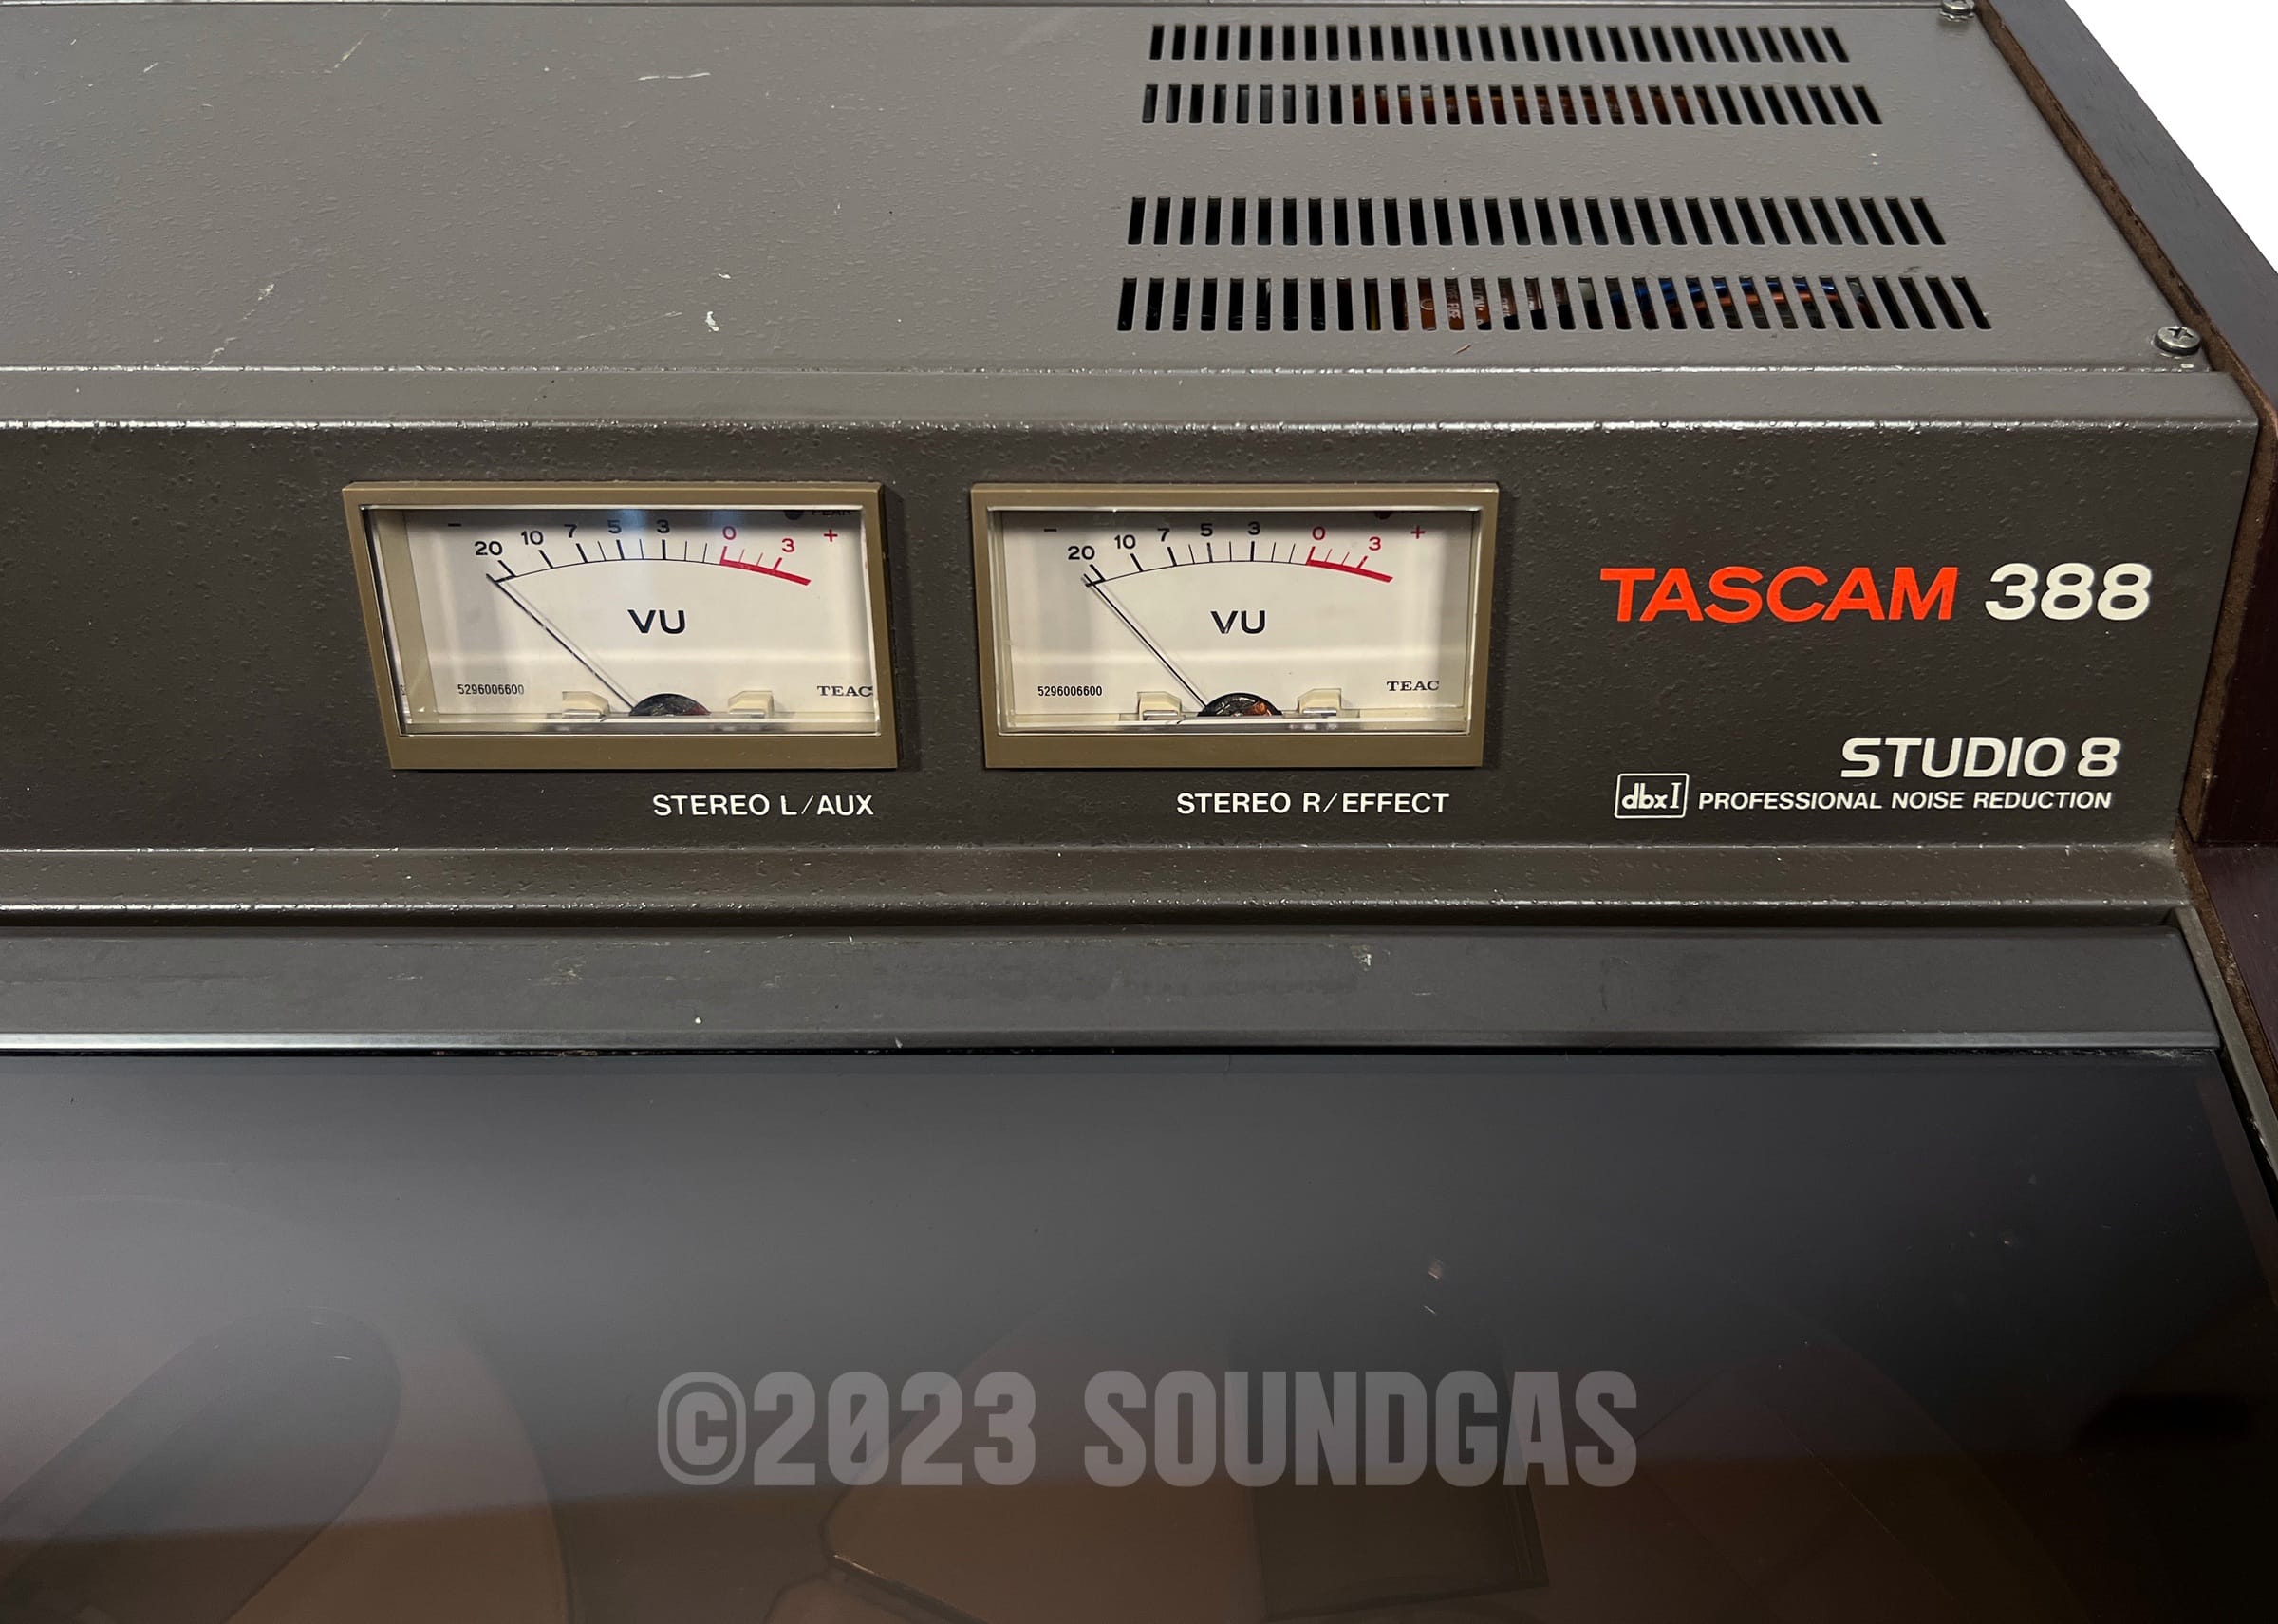 - 20 10 7 5 3 0 3 +
VU
5296006600 TEAC
STEREO L/AUX
- 20 10 7 5 3 0 3 +
VU
5296006600 TEAC
STEREO R/EFFECT
TASCAM 388
STUDIO 8
dbx I PROFESSIONAL NOISE REDUCTION
©2023 SOUNDGAS